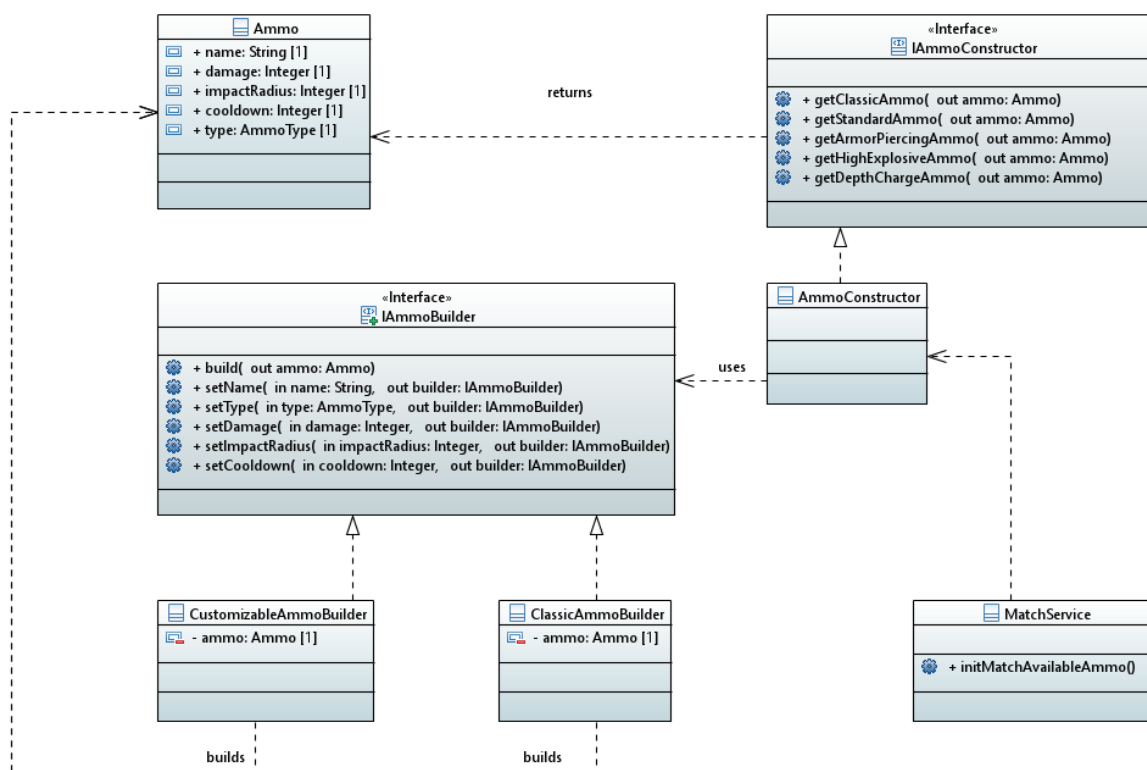 Ammo
+ name: String [1]
+ damage: Integer [1]
+ impactRadius: Integer [1]
+ cooldown: Integer [1]
+ type: AmmoType [1]
returns
«Interface»
IAmmoConstructor
+ getClassicAmmo( out ammo: Ammo)
+ getStandardAmmo( out ammo: Ammo)
+ getArmorPiercingAmmo( out ammo: Ammo)
+ getHighExplosiveAmmo( out ammo: Ammo)
+ getDepthChargeAmmo( out ammo: Ammo)
«Interface»
IAmmoBuilder
+ build( out ammo: Ammo)
+ setName( in name: String, out builder: IAmmoBuilder)
+ setType( in type: AmmoType, out builder: IAmmoBuilder)
+ setDamage( in damage: Integer, out builder: IAmmoBuilder)
+ setImpactRadius( in impactRadius: Integer, out builder: IAmmoBuilder)
+ setCooldown( in cooldown: Integer, out builder: IAmmoBuilder)
uses
AmmoConstructor
CustomizableAmmoBuilder
- ammo: Ammo [1]
builds
ClassicAmmoBuilder
- ammo: Ammo [1]
builds
MatchService
+ initMatchAvailableAmmo()